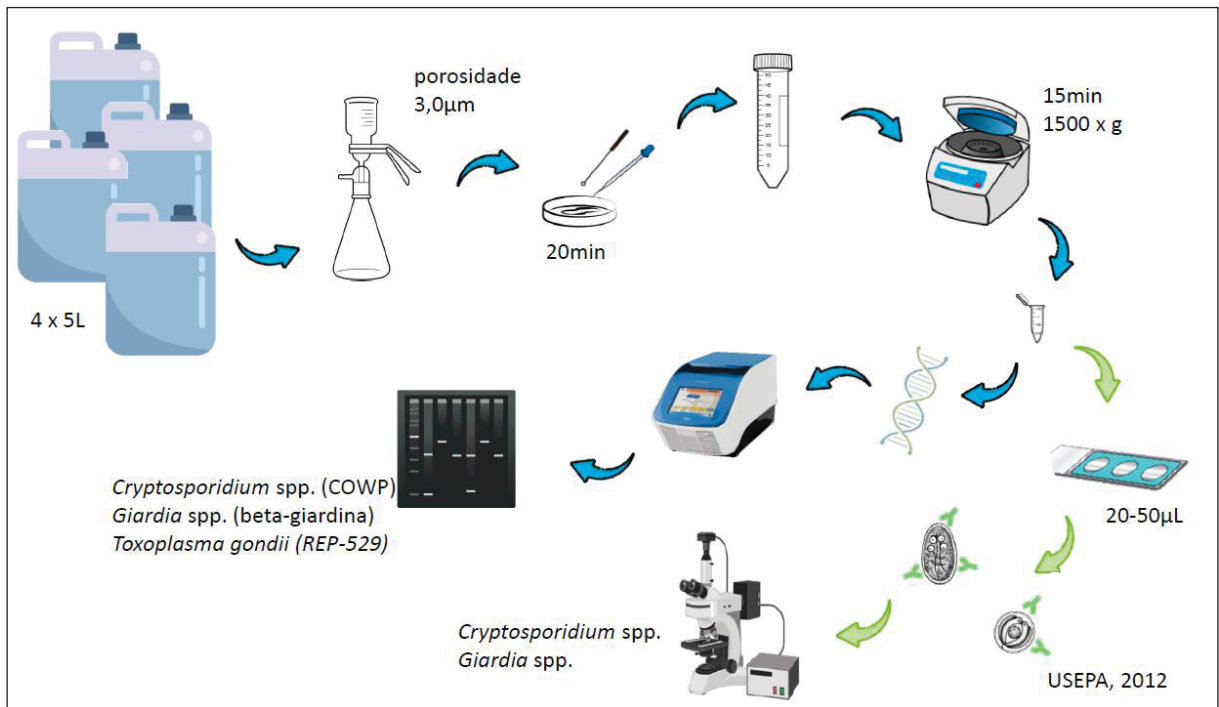 porosidade
3,0µm
15min
1500 x g
20min
4 x 5L
Cryptosporidium spp. (COWP)
Giardia spp. (beta-giardina)
Toxoplasma gondii (REP-529)
20-50µL
Cryptosporidium spp.
Giardia spp.
USEPA, 2012